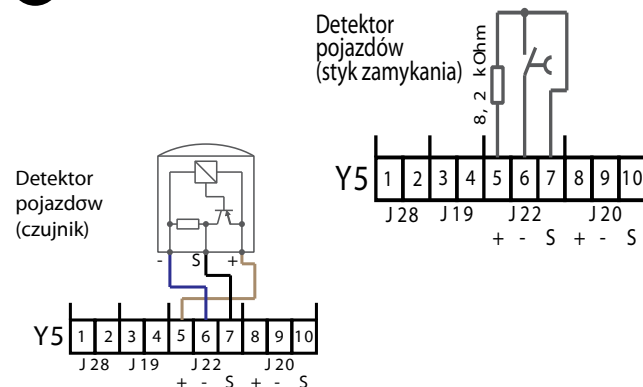 Detektor
pojazdów
(styk zamykania)
8, 2 kOhm
Y5 1 2 3 4 5 6 7 8 9 10
J28 J19 J22 J20
+ - S + - S
Detektor
pojazdσw
(czujnik)
- S +
Y5 1 2 3 4 5 6 7 8 9 10
J28 J19 J22 J20
+ - S + - S